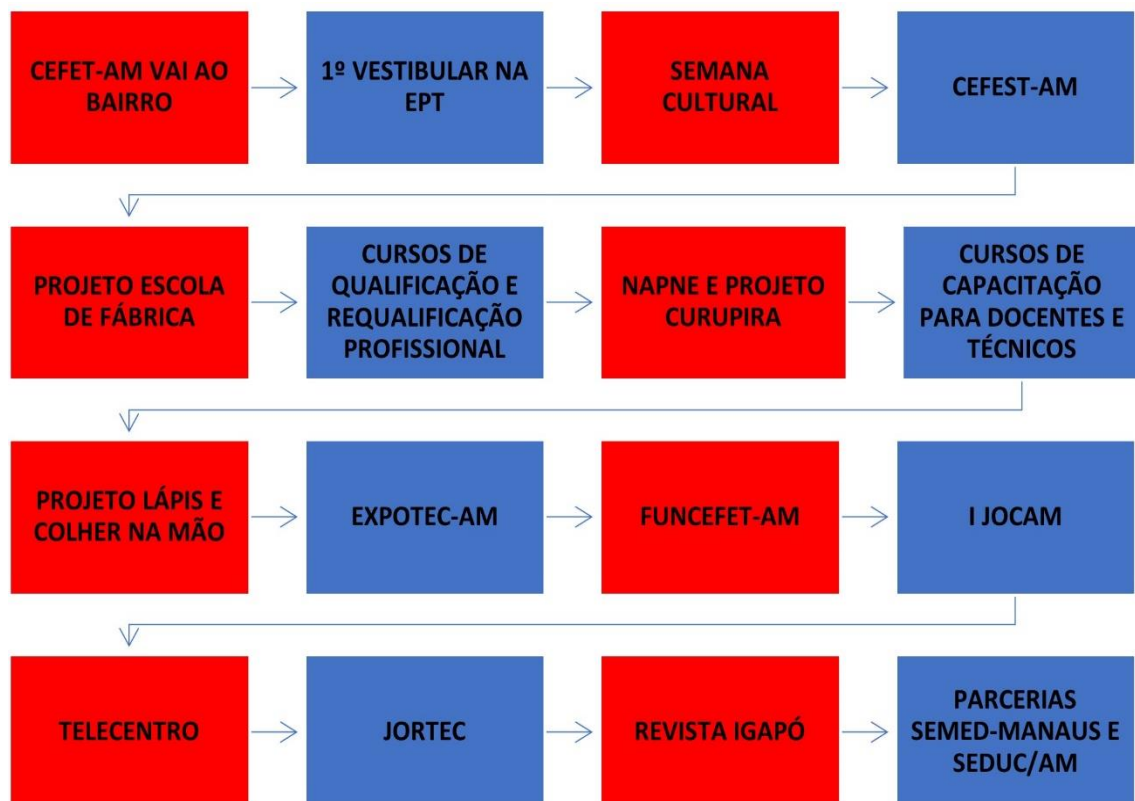 CEFET-AM VAI AO
BAIRRO
1º VESTIBULAR NA
EPT
SEMANA
CULTURAL
CEFEST-AM
PROJETO ESCOLA
DE FÁBRICA
CURSOS DE
QUALIFICAÇÃO E
REQUALIFICAÇÃO
PROFISSIONAL
NAPNE E PROJETO
CURUPIRA
CURSOS DE
CAPACITAÇÃO
PARA DOCENTES E
TÉCNICOS
PROJETO LÁPIS E
COLHER NA MÃO
EXPOTEC-AM
FUNCEFET-AM
I JOCAM
TELECENTRO
JORTEC
REVISTA IGAPÓ
PARCERIAS
SEMED-MANAUS E
SEDUC/AM